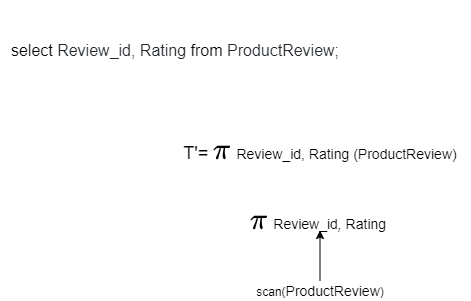 select Review_id, Rating from ProductReview;
T'= π Review_id, Rating (ProductReview)
π Review_id, Rating
scan(ProductReview)